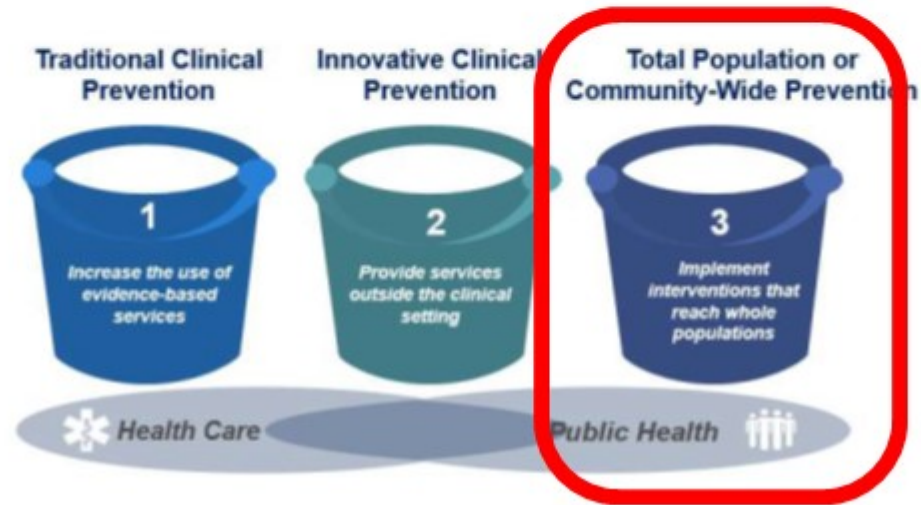 Traditional Clinical
Prevention
Innovative Clinical
Prevention
Total Population or
Community-Wide Prevention
1
Increase the use of
evidence-based
services
2
Provide services
outside the clinical
setting
3
Implement
interventions that
reach whole
populations
Health Care
Public Health